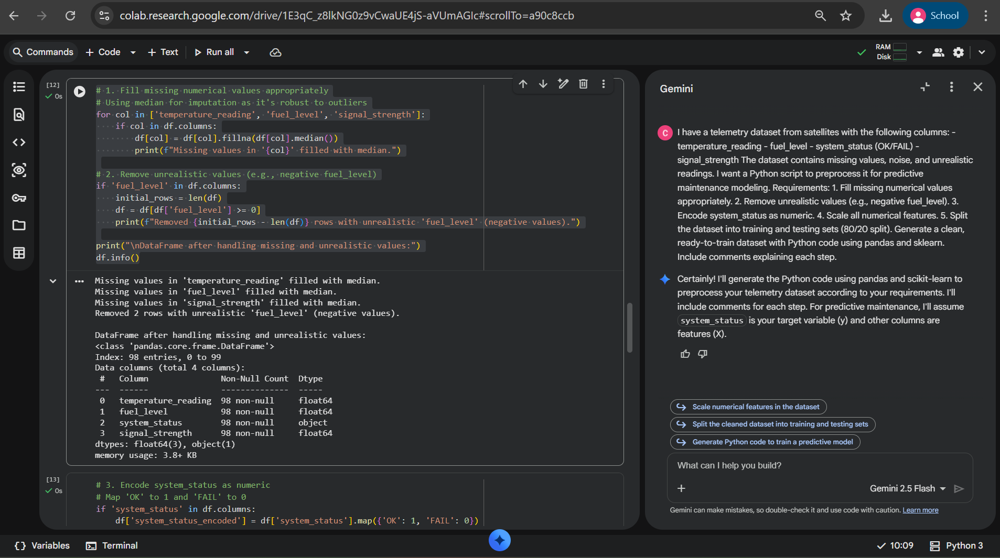 colab.research.google.com/drive/1E3qC_z8lkNG0z9vCwaUE4jS-aVUmAGIc#scrollTo=a90c8ccb
School
Commands
+ Code
+ Text
Run all
RAM
Disk
[12]
0s
# 1. Fill missing numerical values appropriately
# Using median for imputation as it's robust to outliers
for col in ['temperature_reading', 'fuel_level', 'signal_strength']:
    if col in df.columns:
        df[col] = df[col].fillna(df[col].median())
        print(f"Missing values in '{col}' filled with median.")
# 2. Remove unrealistic values (e.g., negative fuel_level)
if 'fuel_level' in df.columns:
    initial_rows = len(df)
    df = df[df['fuel_level'] >= 0]
    print(f"Removed {initial_rows - len(df)} rows with unrealistic 'fuel_level' (negative values).")
print("\nDataFrame after handling missing and unrealistic values:")
df.info()
Missing values in 'temperature_reading' filled with median.
Missing values in 'fuel_level' filled with median.
Missing values in 'signal_strength' filled with median.
Removed 2 rows with unrealistic 'fuel_level' (negative values).
DataFrame after handling missing and unrealistic values:
<class 'pandas.core.frame.DataFrame'>
Index: 98 entries, 0 to 99
Data columns (total 4 columns):
 #   Column               Non-Null Count  Dtype
---  ------               --------------  -----
 0   temperature_reading  98 non-null     float64
 1   fuel_level           98 non-null     float64
 2   system_status        98 non-null     object
 3   signal_strength      98 non-null     float64
dtypes: float64(3), object(1)
memory usage: 3.8+ KB
[13]
0s
# 3. Encode system_status as numeric
# Map 'OK' to 1 and 'FAIL' to 0
if 'system_status' in df.columns:
    df['system_status_encoded'] = df['system_status'].map({'OK': 1, 'FAIL': 0})
Gemini
C
I have a telemetry dataset from satellites with the following columns: -
temperature_reading - fuel_level - system_status (OK/FAIL) -
signal_strength The dataset contains missing values, noise, and unrealistic
readings. I want a Python script to preprocess it for predictive
maintenance modeling. Requirements: 1. Fill missing numerical values
appropriately. 2. Remove unrealistic values (e.g., negative fuel_level). 3.
Encode system_status as numeric. 4. Scale all numerical features. 5. Split
the dataset into training and testing sets (80/20 split). Generate a clean,
ready-to-train dataset with Python code using pandas and sklearn.
Include comments explaining each step.
Certainly! I'll generate the Python code using pandas and scikit-learn to
preprocess your telemetry dataset according to your requirements. I'll
include comments for each step. For predictive maintenance, I'll assume
system_status is your target variable (y) and other columns are
features (X).
Scale numerical features in the dataset
Split the cleaned dataset into training and testing sets
Generate Python code to train a predictive model
What can I help you build?
+
Gemini 2.5 Flash
Gemini can make mistakes, so double-check it and use code with caution. Learn more
{} Variables
Terminal
10:09
Python 3